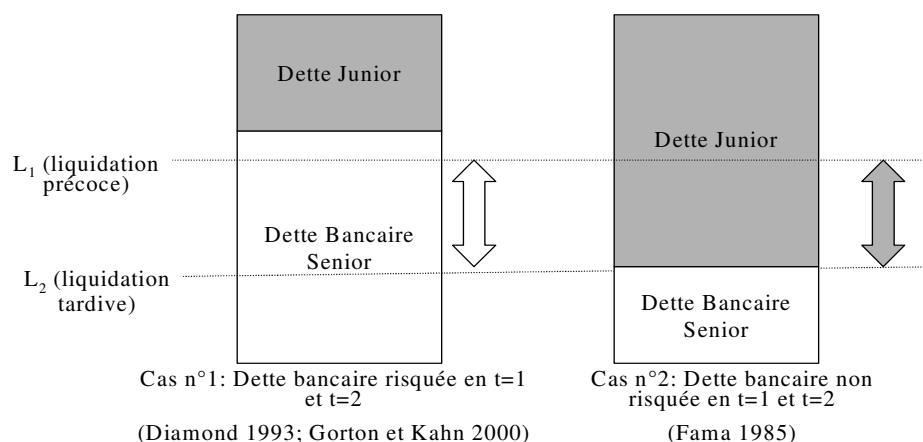 Dette Junior
Dette Junior
L₁ (liquidation
précoce)
Dette Bancaire
Senior
L₂ (liquidation
tardive)
Dette Bancaire
Senior
Cas n°1: Dette bancaire risquée en t=1
et t=2
(Diamond 1993; Gorton et Kahn 2000)
Cas n°2: Dette bancaire non
risquée en t=1 et t=2
(Fama 1985)